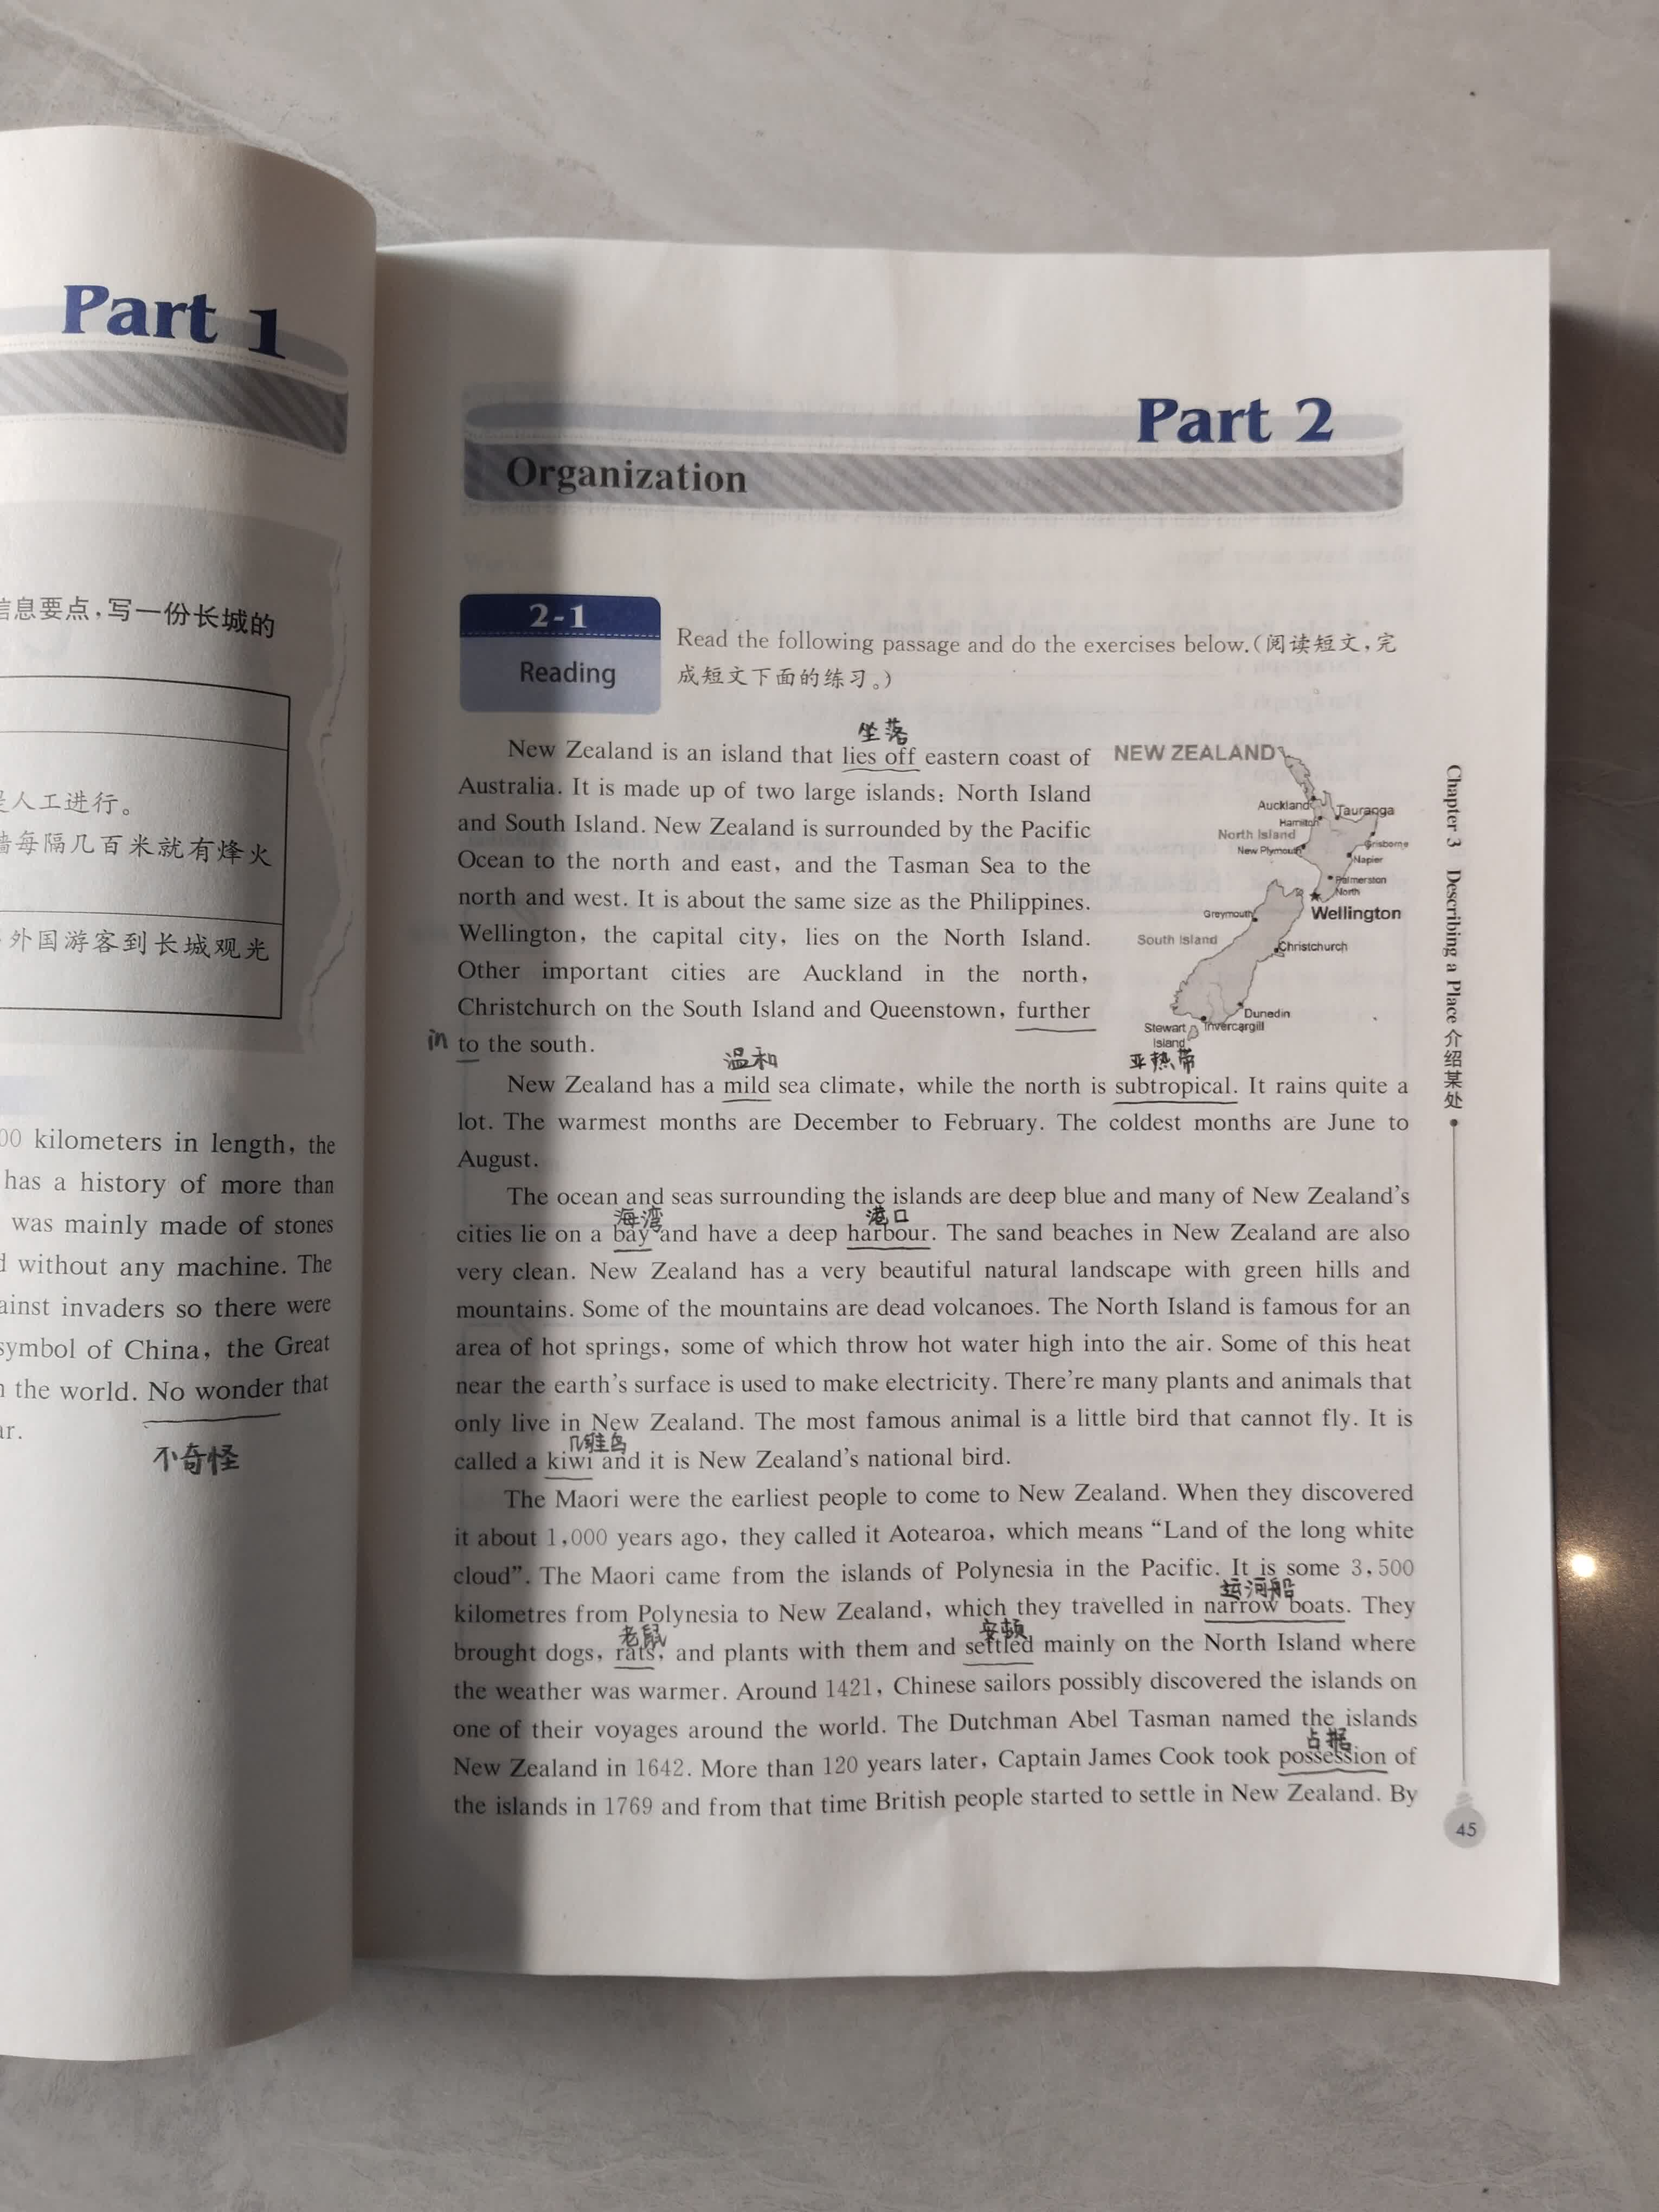 Part 1
信息要点,写一份长城的
是人工进行。
墙每隔几百米就有烽火
外国游客到长城观光
00 kilometers in length, the
has a history of more than
was mainly made of stones
d without any machine. The
ainst invaders so there were
symbol of China, the Great
n the world. No wonder that
ar.
不奇怪
Part 2
Organization
2-1
Reading
Read the following passage and do the exercises below.(阅读短文,完
成短文下面的练习。)
坐落
New Zealand is an island that lies off eastern coast of
Australia. It is made up of two large islands: North Island
and South Island. New Zealand is surrounded by the Pacific
Ocean to the north and east, and the Tasman Sea to the
north and west. It is about the same size as the Philippines.
Wellington, the capital city, lies on the North Island.
Other important cities are Auckland in the north,
Christchurch on the South Island and Queenstown, further
in to the south.
NEW ZEALAND
Auckland
Tauranga
Hamilton
North Island
New Plymouth
Grisborne
Napier
Palmerston
North
Greymouth
Wellington
South Island
Christchurch
Dunedin
Stewart
Island
Invercargill
温和
亚热带
New Zealand has a mild sea climate, while the north is subtropical. It rains quite a
lot. The warmest months are December to February. The coldest months are June to
August.
The ocean and seas surrounding the islands are deep blue and many of New Zealand's
海湾
港口
cities lie on a bay and have a deep harbour. The sand beaches in New Zealand are also
very clean. New Zealand has a very beautiful natural landscape with green hills and
mountains. Some of the mountains are dead volcanoes. The North Island is famous for an
area of hot springs, some of which throw hot water high into the air. Some of this heat
near the earth's surface is used to make electricity. There're many plants and animals that
only live in New Zealand. The most famous animal is a little bird that cannot fly. It is
called a kiwi and it is New Zealand's national bird.
The Maori were the earliest people to come to New Zealand. When they discovered
it about 1,000 years ago, they called it Aotearoa, which means “Land of the long white
cloud”. The Maori came from the islands of Polynesia in the Pacific. It is some 3,500
运河船
kilometres from Polynesia to New Zealand, which they travelled in narrow boats. They
老鼠
安顿
brought dogs, rats, and plants with them and settled mainly on the North Island where
the weather was warmer. Around 1421, Chinese sailors possibly discovered the islands on
one of their voyages around the world. The Dutchman Abel Tasman named the islands
占据
New Zealand in 1642. More than 120 years later, Captain James Cook took possession of
the islands in 1769 and from that time British people started to settle in New Zealand. By
Chapter 3 Describing a Place 介绍某处
45